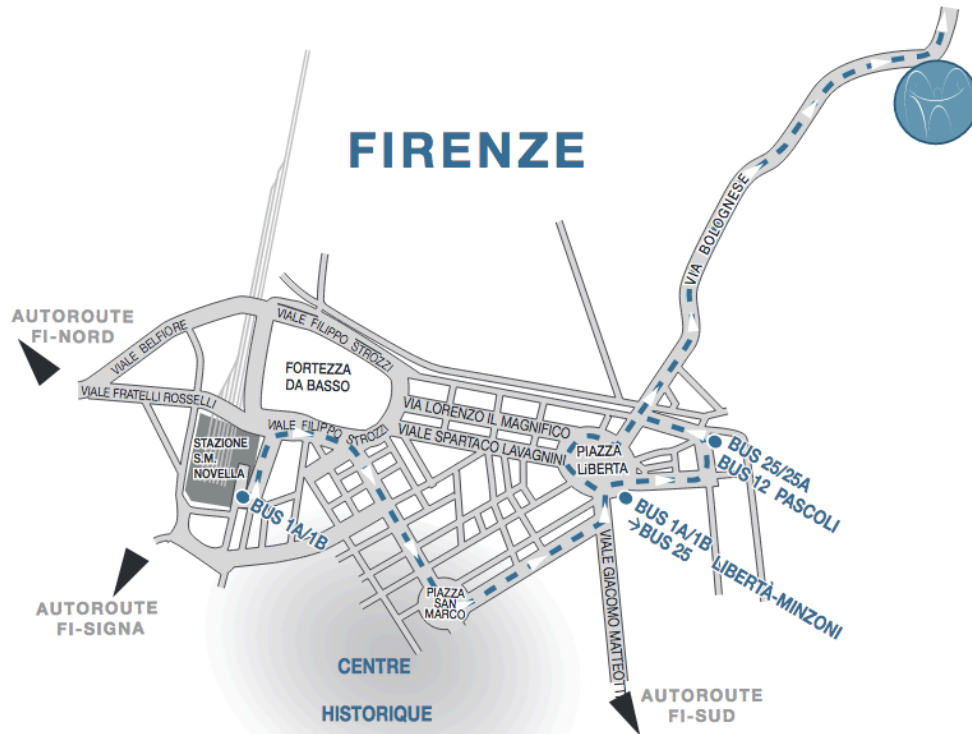 FIRENZE
VIA BOLOGNESE
AUTOROUTE
FI-NORD
VIALE BELFIORE
VIALE FILIPPO STROZZI
FORTEZZA
DA BASSO
VIALE FRATELLI ROSSELLI
VIALE FILIPPO STROZZI
VIA LORENZO IL MAGNIFICO
VIALE SPARTACO LAVAGNINI
STAZIONE
S.M.
NOVELLA
PIAZZA
LiBERTA
BUS 25/25A
BUS 12 PASCOLI
BUS 1A/1B
BUS 1A/1B LIBERTÀ-MINZONI
→BUS 25
VIALE GIACOMO MATTEOTTI
AUTOROUTE
FI-SIGNA
PIAZZA
SAN
MARCO
CENTRE
HISTORIQUE
AUTOROUTE
FI-SUD